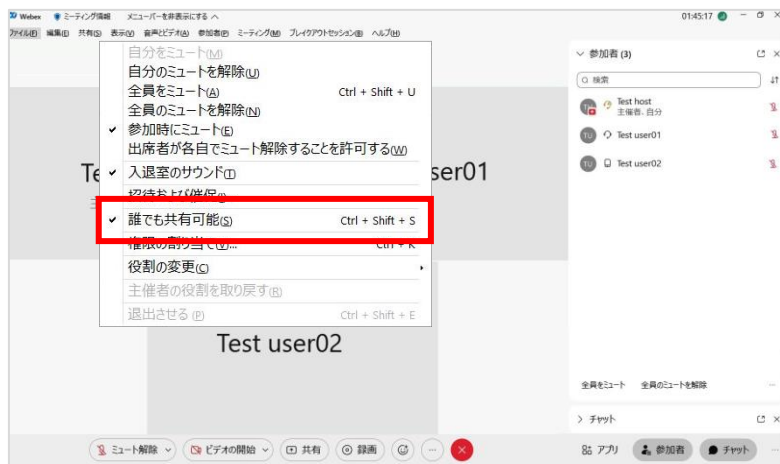 Webex ミーティング情報 メニューバーを非表示にする ヘ 01:45:17
ファイル(F) 編集(E) 共有(S) 表示(V) 音声とビデオ(A) 参加者(P) ミーティング(M) ブレイクアウトセッション(B) ヘルプ(H)
自分をミュート(M)
自分のミュートを解除(U)
全員をミュート(A) Ctrl + Shift + U
全員のミュートを解除(N)
参加時にミュート(E)
出席者が各自でミュート解除することを許可する(W)
入退室のサウンド(T)
招待および催促
誰でも共有可能(S) Ctrl + Shift + S
権限の割り当て Ctrl + K
役割の変更(C)
主催者の役割を取り戻す(R)
退出させる (P) Ctrl + Shift + E
Te
ser01
Test user02
参加者 (3)
検索
Test host
主催者, 自分
TU Test user01
TU Test user02
全員をミュート 全員のミュートを解除
チャット
ミュート解除 ビデオの開始 共有 録画
アプリ 参加者 チャット